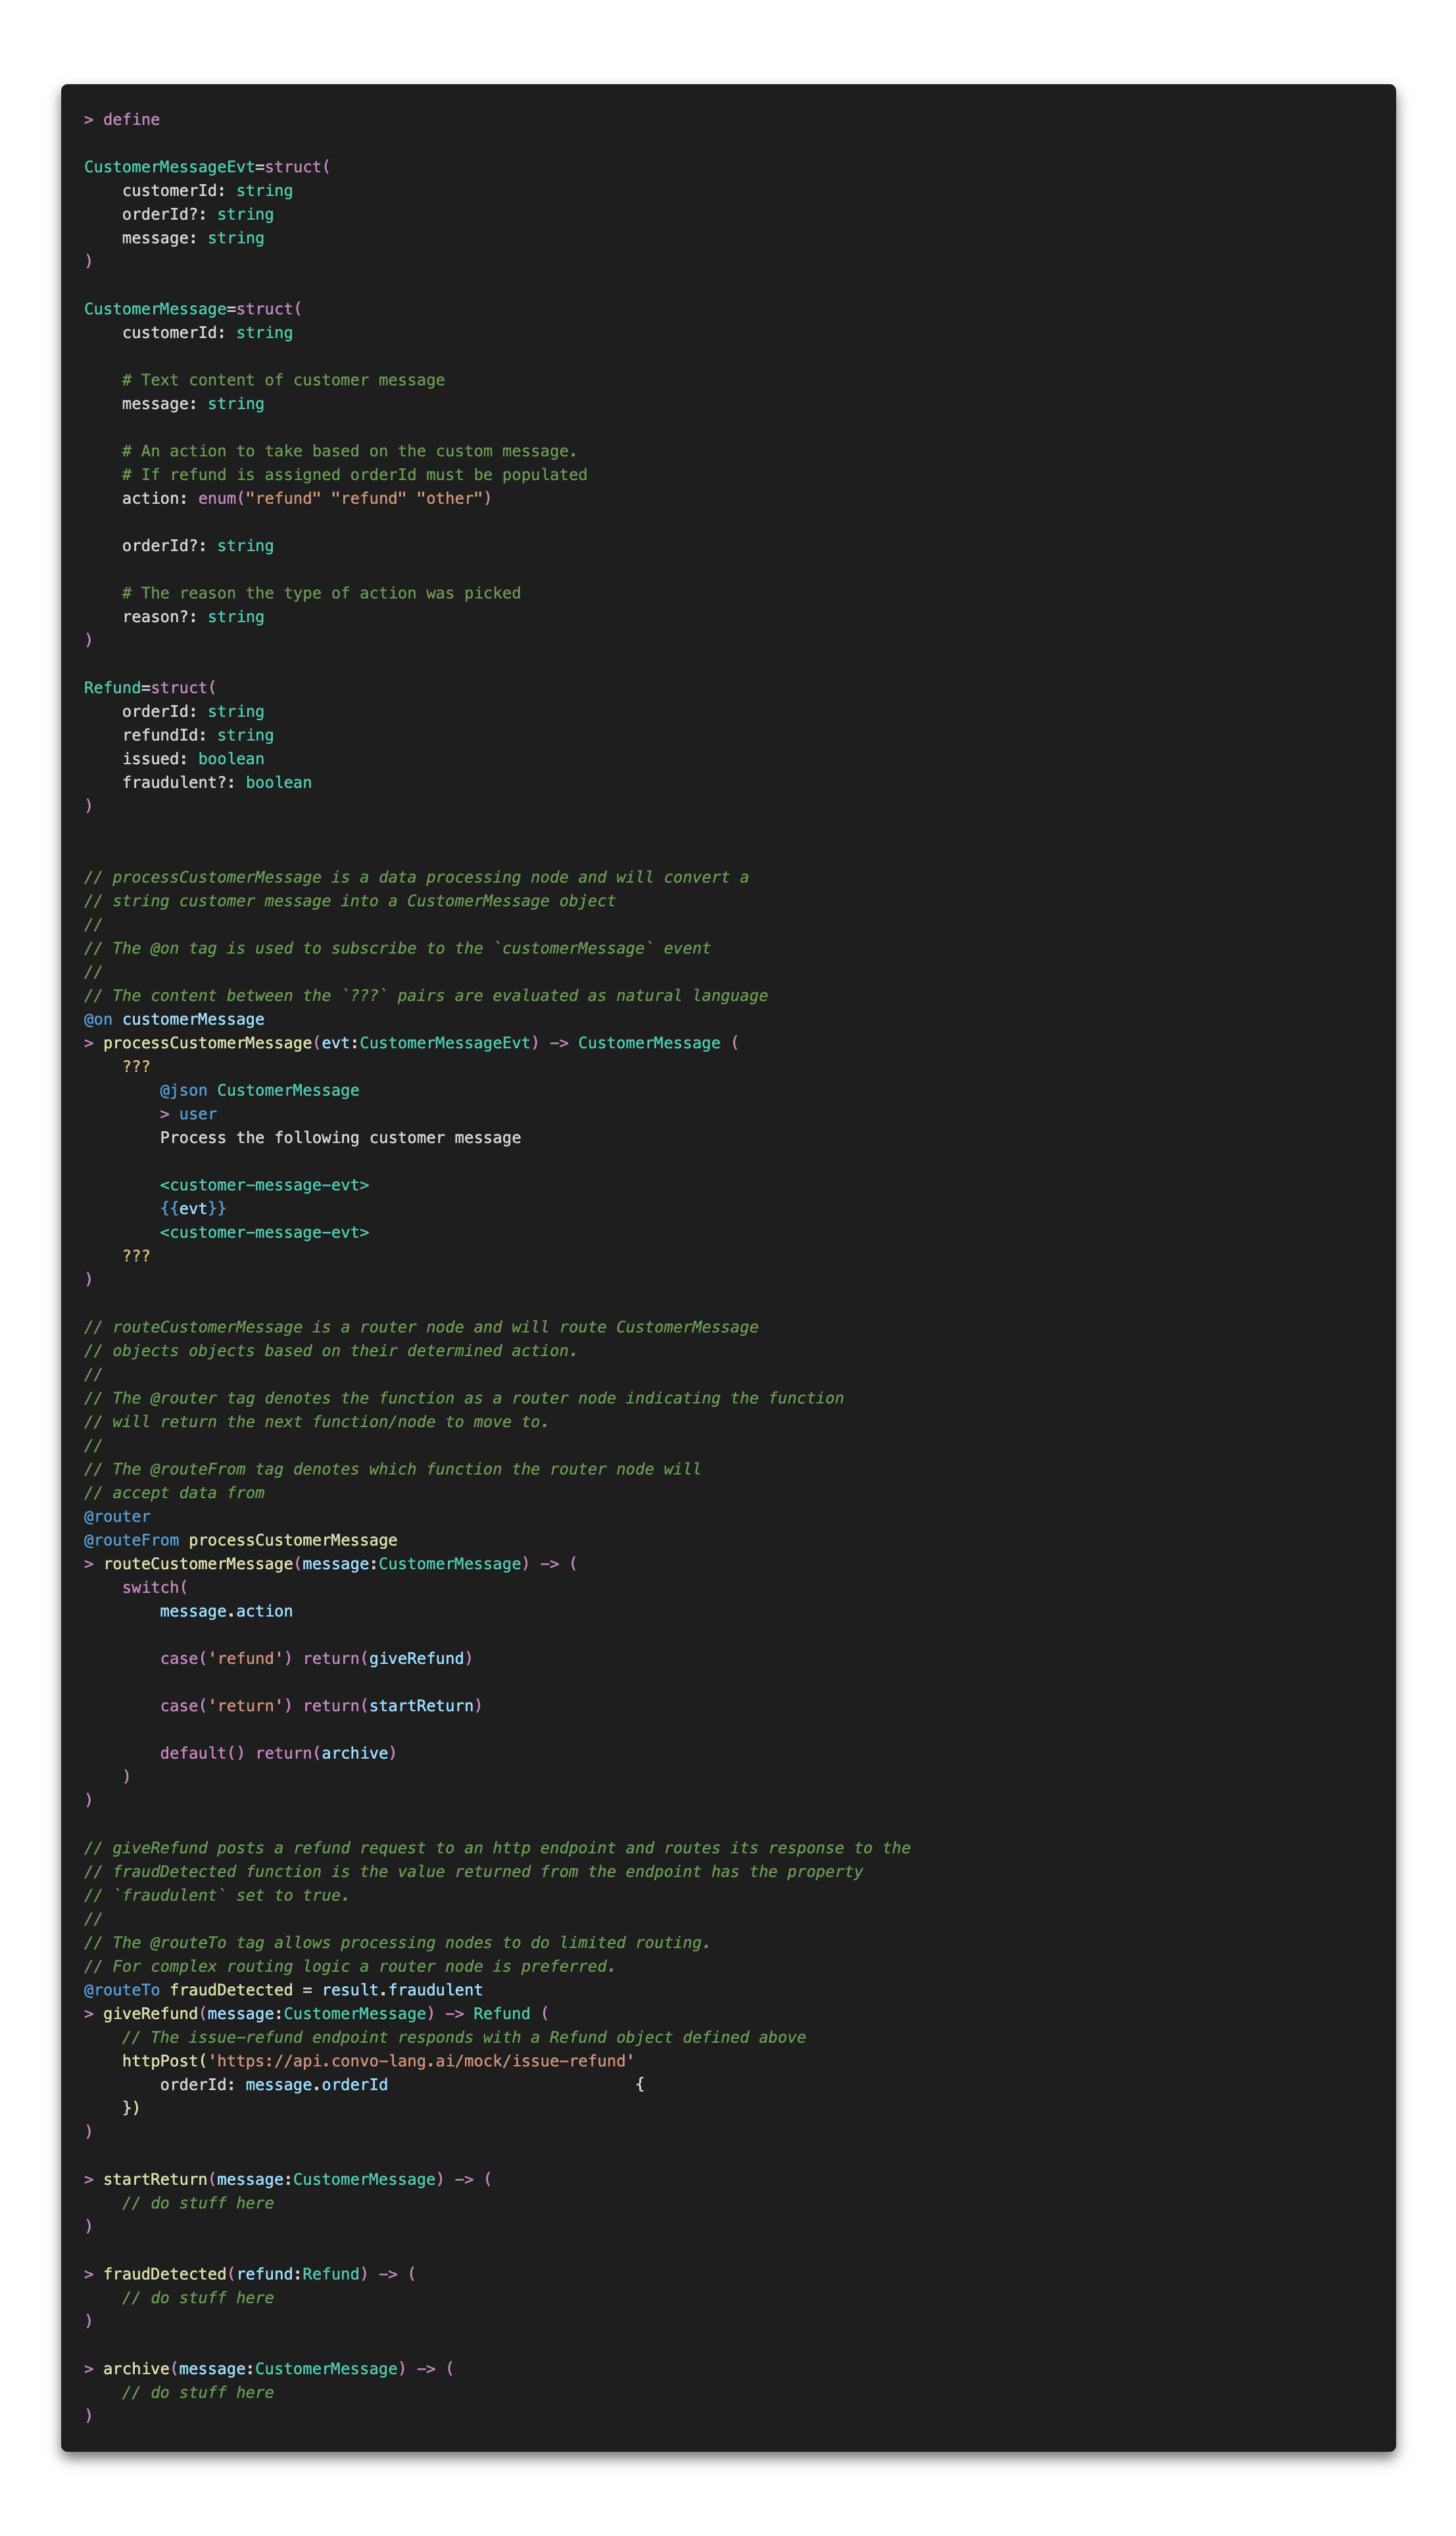 > define

CustomerMessageEvt=struct(
    customerId: string
    orderId?: string
    message: string
)

CustomerMessage=struct(
    customerId: string

    # Text content of customer message
    message: string

    # An action to take based on the custom message.
    # If refund is assigned orderId must be populated
    action: enum("refund" "refund" "other")

    orderId?: string

    # The reason the type of action was picked
    reason?: string
)

Refund=struct(
    orderId: string
    refundId: string
    issued: boolean
    fraudulent?: boolean
)


// processCustomerMessage is a data processing node and will convert a
// string customer message into a CustomerMessage object
//
// The @on tag is used to subscribe to the `customerMessage` event
//
// The content between the `???` pairs are evaluated as natural language
@on customerMessage
> processCustomerMessage(evt:CustomerMessageEvt) -> CustomerMessage (
    ???
        @json CustomerMessage
        > user
        Process the following customer message

        <customer-message-evt>
        {{evt}}
        <customer-message-evt>
    ???
)

// routeCustomerMessage is a router node and will route CustomerMessage
// objects objects based on their determined action.
//
// The @router tag denotes the function as a router node indicating the function
// will return the next function/node to move to.
//
// The @routeFrom tag denotes which function the router node will
// accept data from
@router
@routeFrom processCustomerMessage
> routeCustomerMessage(message:CustomerMessage) -> (
    switch(
        message.action

        case('refund') return(giveRefund)

        case('return') return(startReturn)

        default() return(archive)
    )
)

// giveRefund posts a refund request to an http endpoint and routes its response to the
// fraudDetected function is the value returned from the endpoint has the property
// `fraudulent` set to true.
//
// The @routeTo tag allows processing nodes to do limited routing.
// For complex routing logic a router node is preferred.
@routeTo fraudDetected = result.fraudulent
> giveRefund(message:CustomerMessage) -> Refund (
    // The issue-refund endpoint responds with a Refund object defined above
    httpPost('https://api.convo-lang.ai/mock/issue-refund'
        orderId: message.orderId                          {
    })
)

> startReturn(message:CustomerMessage) -> (
    // do stuff here
)

> fraudDetected(refund:Refund) -> (
    // do stuff here
)

> archive(message:CustomerMessage) -> (
    // do stuff here
)